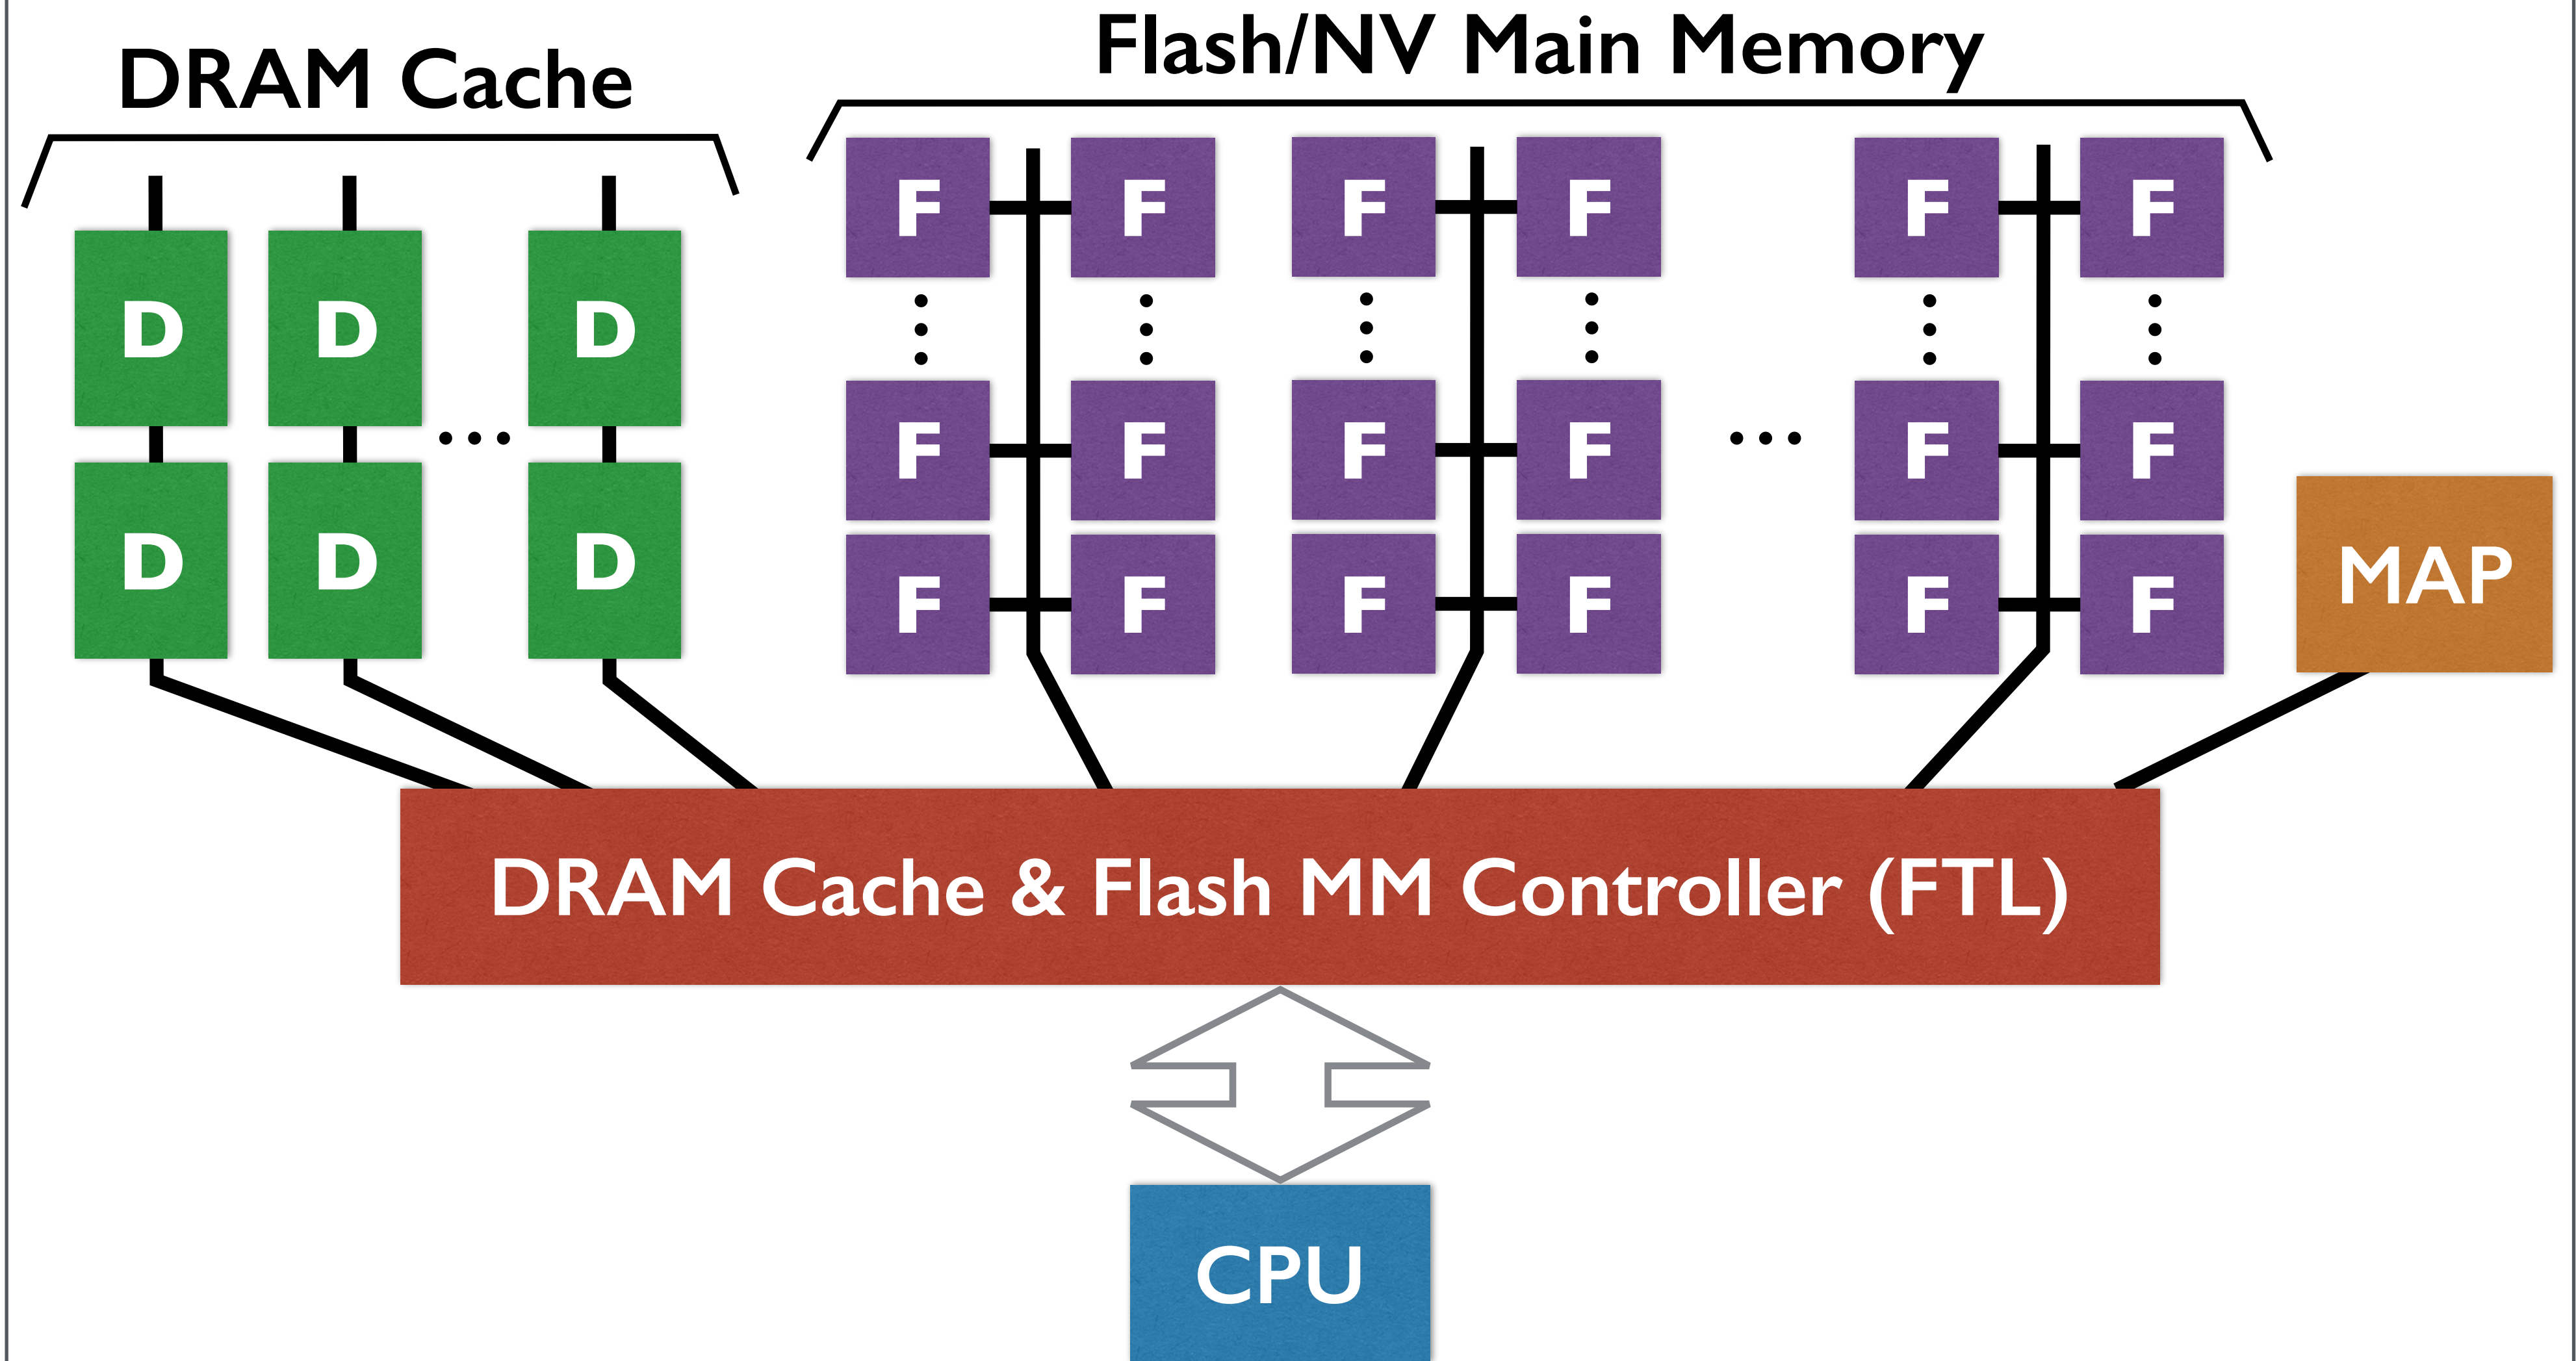 DRAM Cache
Flash/NV Main Memory
F F F F F F
D D D
F F F F F F
D D D
F F F F F F
MAP
DRAM Cache & Flash MM Controller (FTL)
CPU